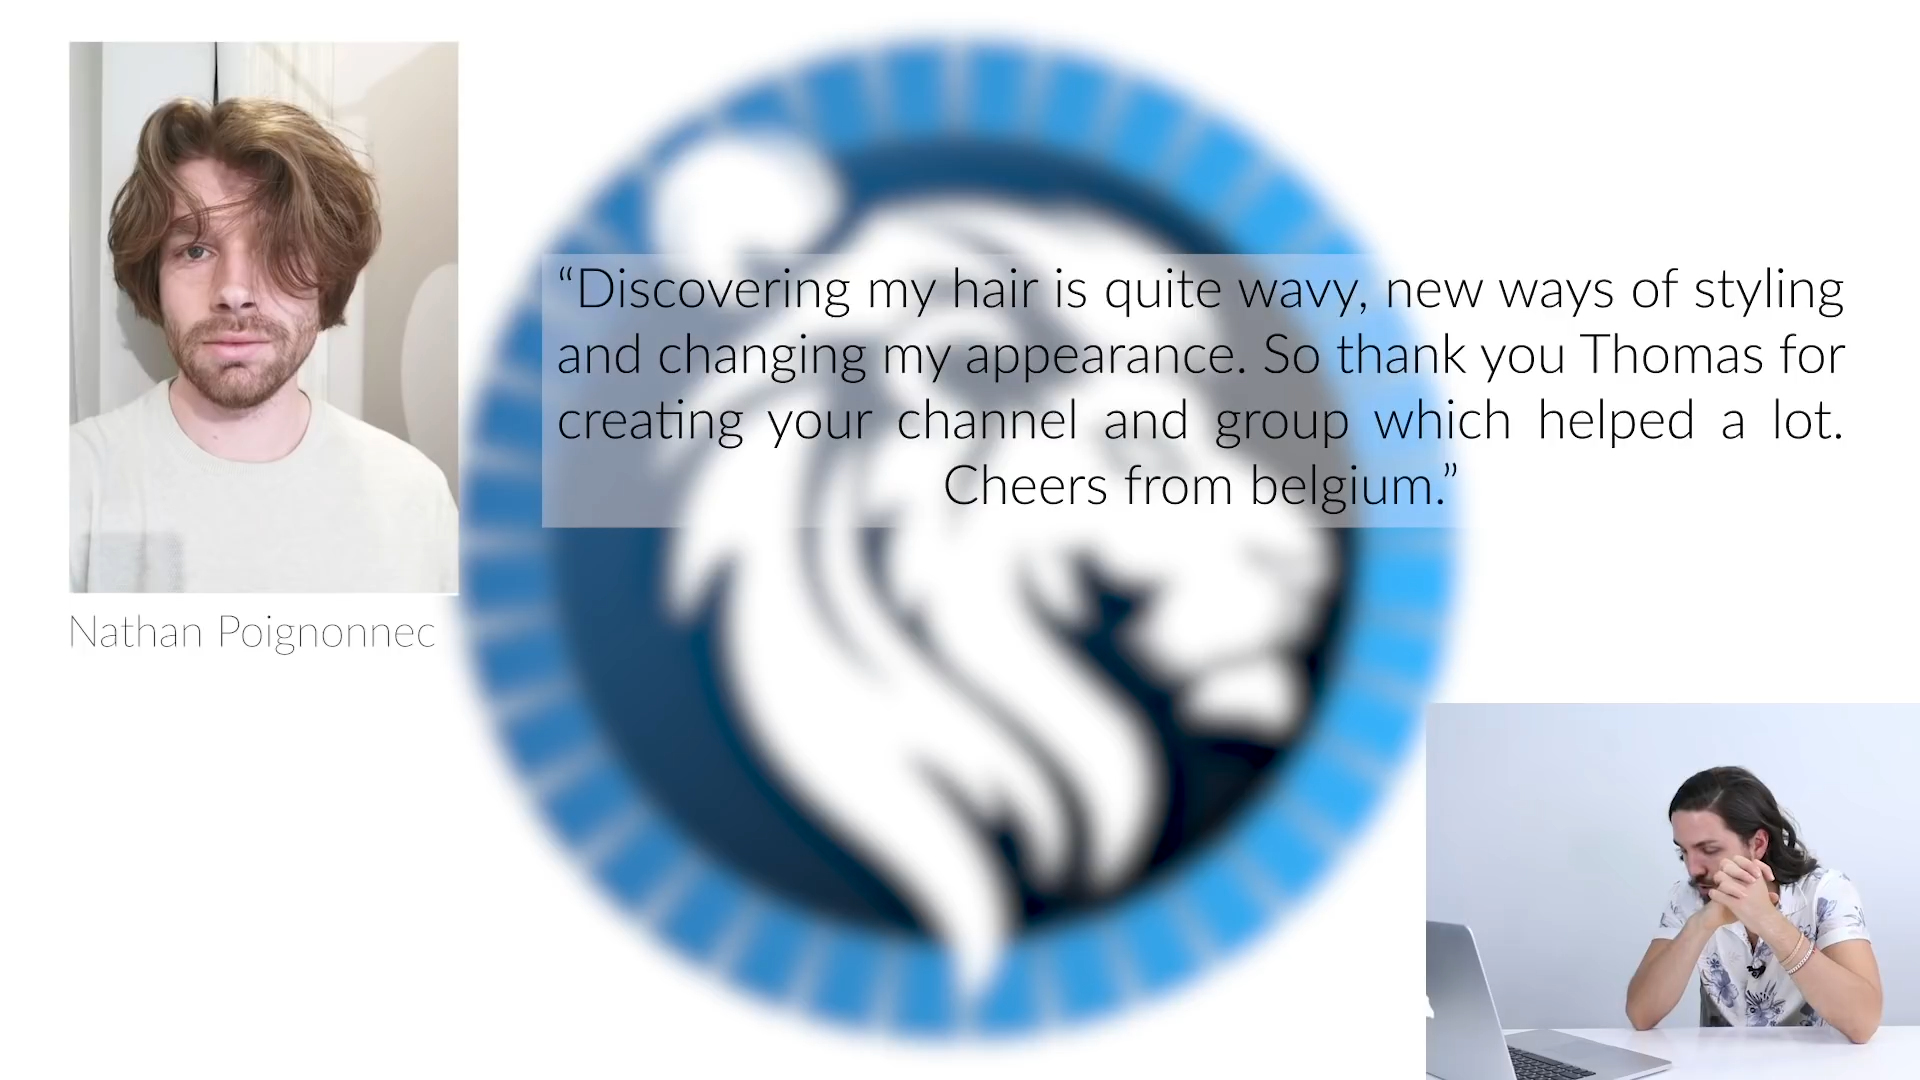 “Discovering my hair is quite wavy, new ways of styling
and changing my appearance. So thank you Thomas for
creating your channel and group which helped a lot.
Cheers from belgium.”
Nathan Poignonnec